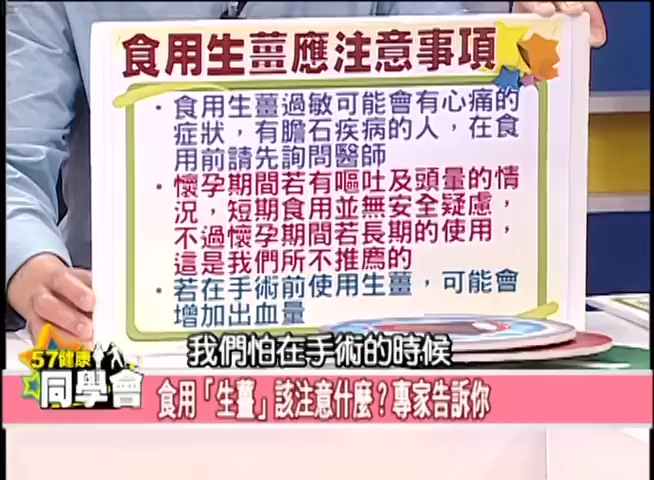 食用生薑應注意事項
・食用生薑過敏可能會有心痛的
症狀，有膽石疾病的人，在食
用前請先詢問醫師
・懷孕期間若有嘔吐及頭暈的情
況，短期食用並無安全疑慮，
不過懷孕期間若長期的使用，
這是我們所不推薦的
・若在手術前使用生薑，可能會
增加出血量
我們怕在手術的時候
57健康
同學會
食用「生薑」該注意什麼？專家告訴你